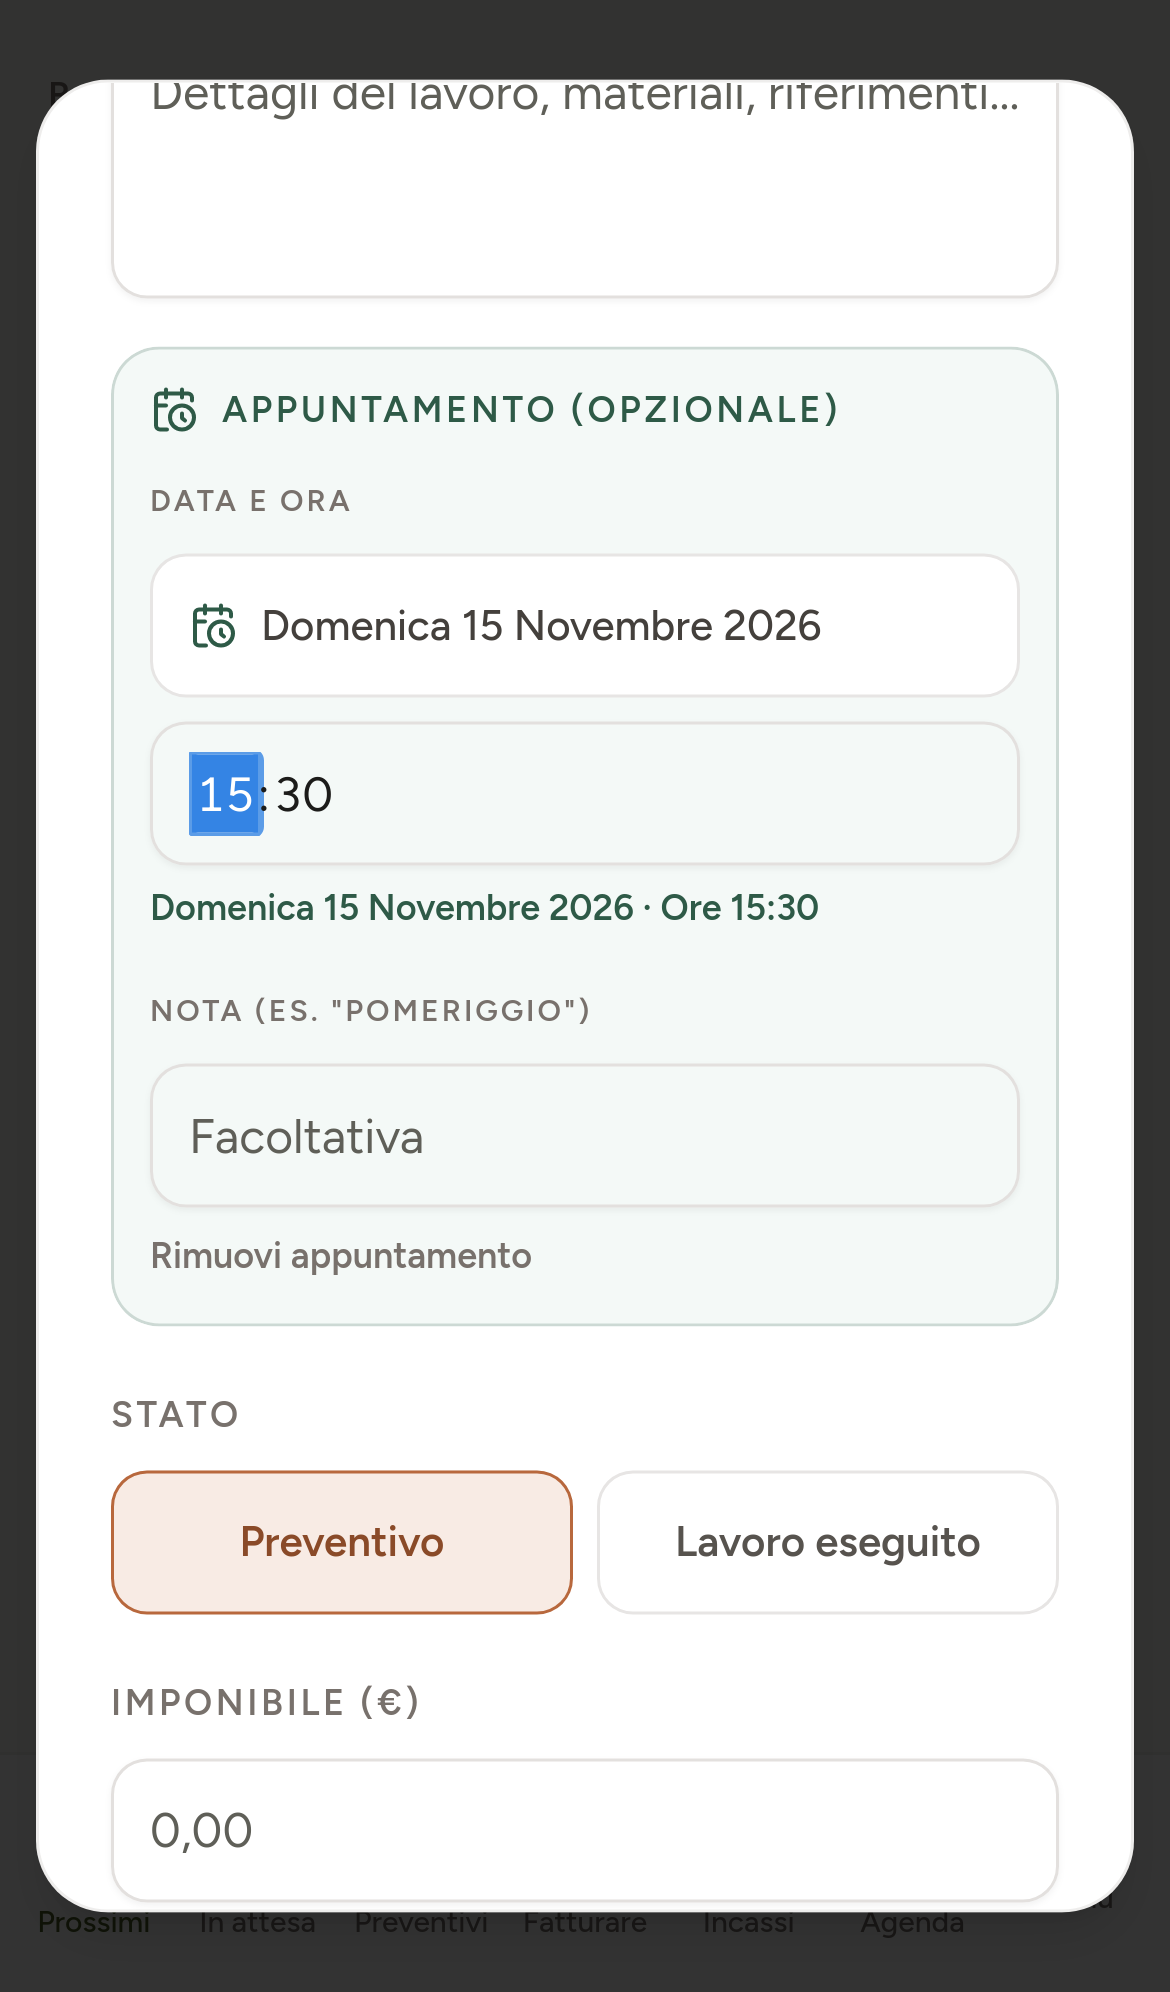 Dettagli del lavoro, materiali, riferimenti...
APPUNTAMENTO (OPZIONALE)
DATA E ORA
Domenica 15 Novembre 2026
15:30
Domenica 15 Novembre 2026 · Ore 15:30
NOTA (ES. "POMERIGGIO")
Facoltativa
Rimuovi appuntamento
STATO
Preventivo
Lavoro eseguito
IMPONIBILE (€)
0,00
Prossimi In attesa Preventivi Fatturare Incassi Agenda